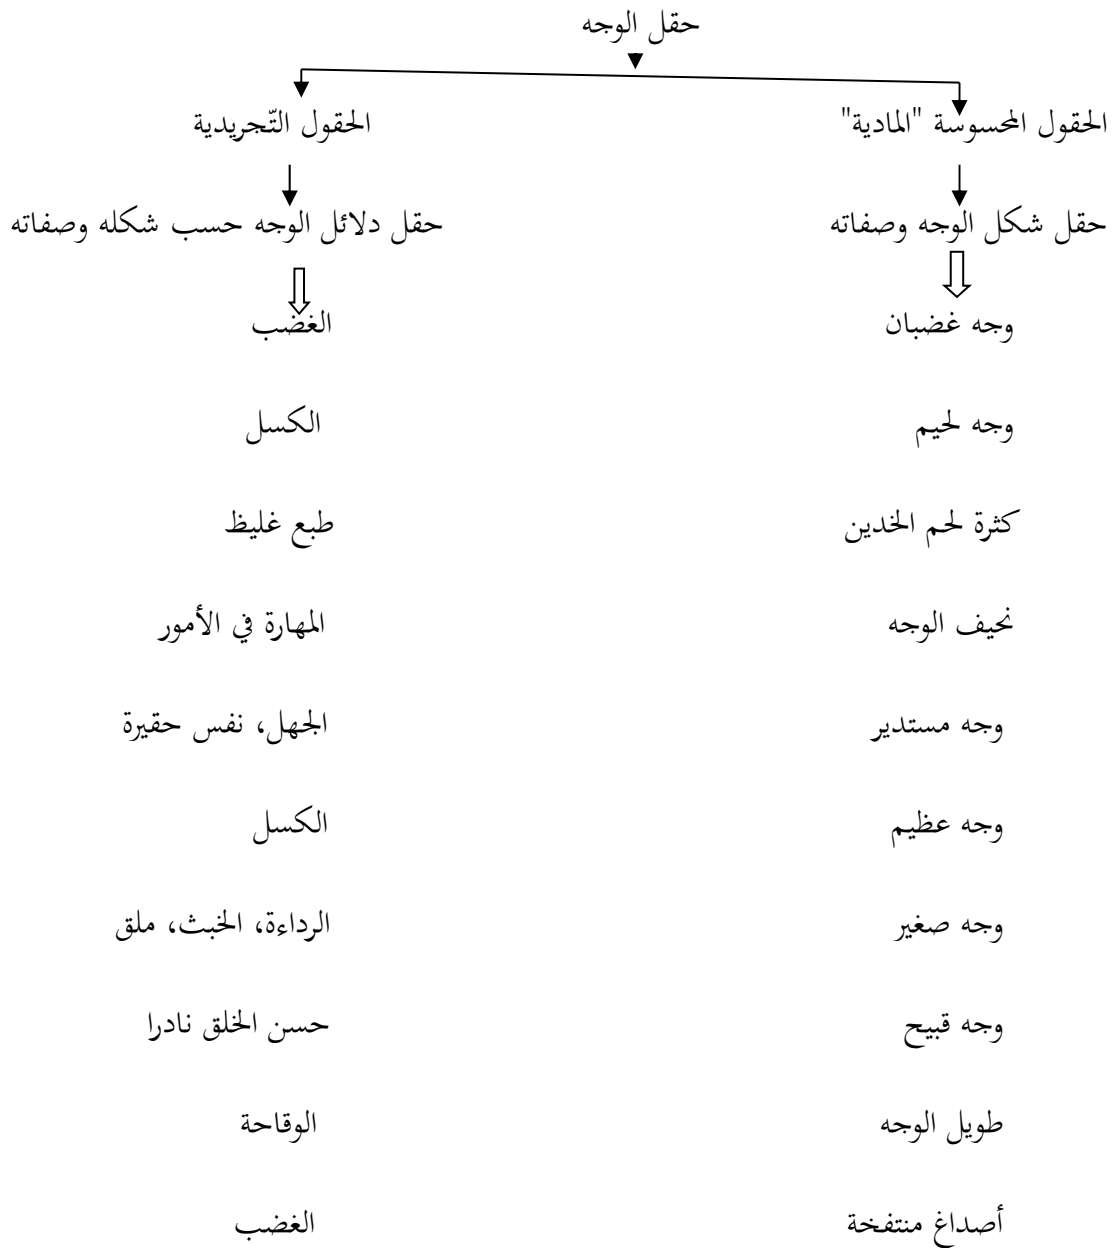 حقل الوجه
الحقول المحسوسة "المادية" الحقول التّجريدية
حقل شكل الوجه وصفاته حقل دلائل الوجه حسب شكله وصفاته
وجه غضبان الغضب
وجه لحيم الكسل
كثرة لحم الخدين طبع غليظ
نحيف الوجه المهارة في الأمور
وجه مستدير الجهل، نفس حقيرة
وجه عظيم الكسل
وجه صغير الرداءة، الخبث، ملق
وجه قبيح حسن الخلق نادرا
طويل الوجه الوقاحة
أصداغ منتفخة الغضب